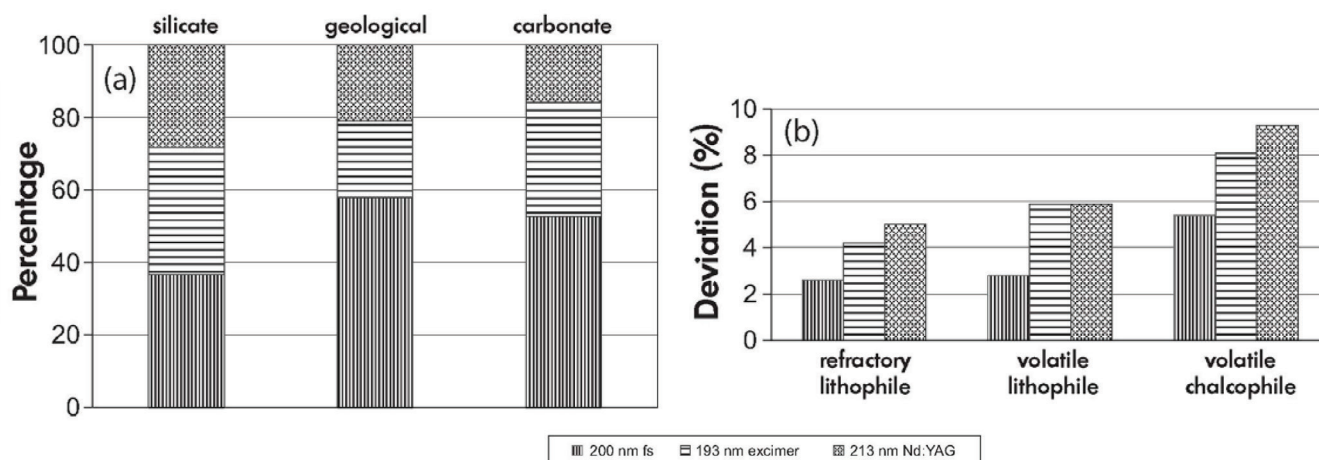 silicate geological carbonate
(a)
Percentage
100
80
60
40
20
0
(b)
Deviation (%)
10
8
6
4
2
0
refractory lithophile
volatile lithophile
volatile chalcophile
200 nm fs 193 nm excimer 213 nm Nd:YAG